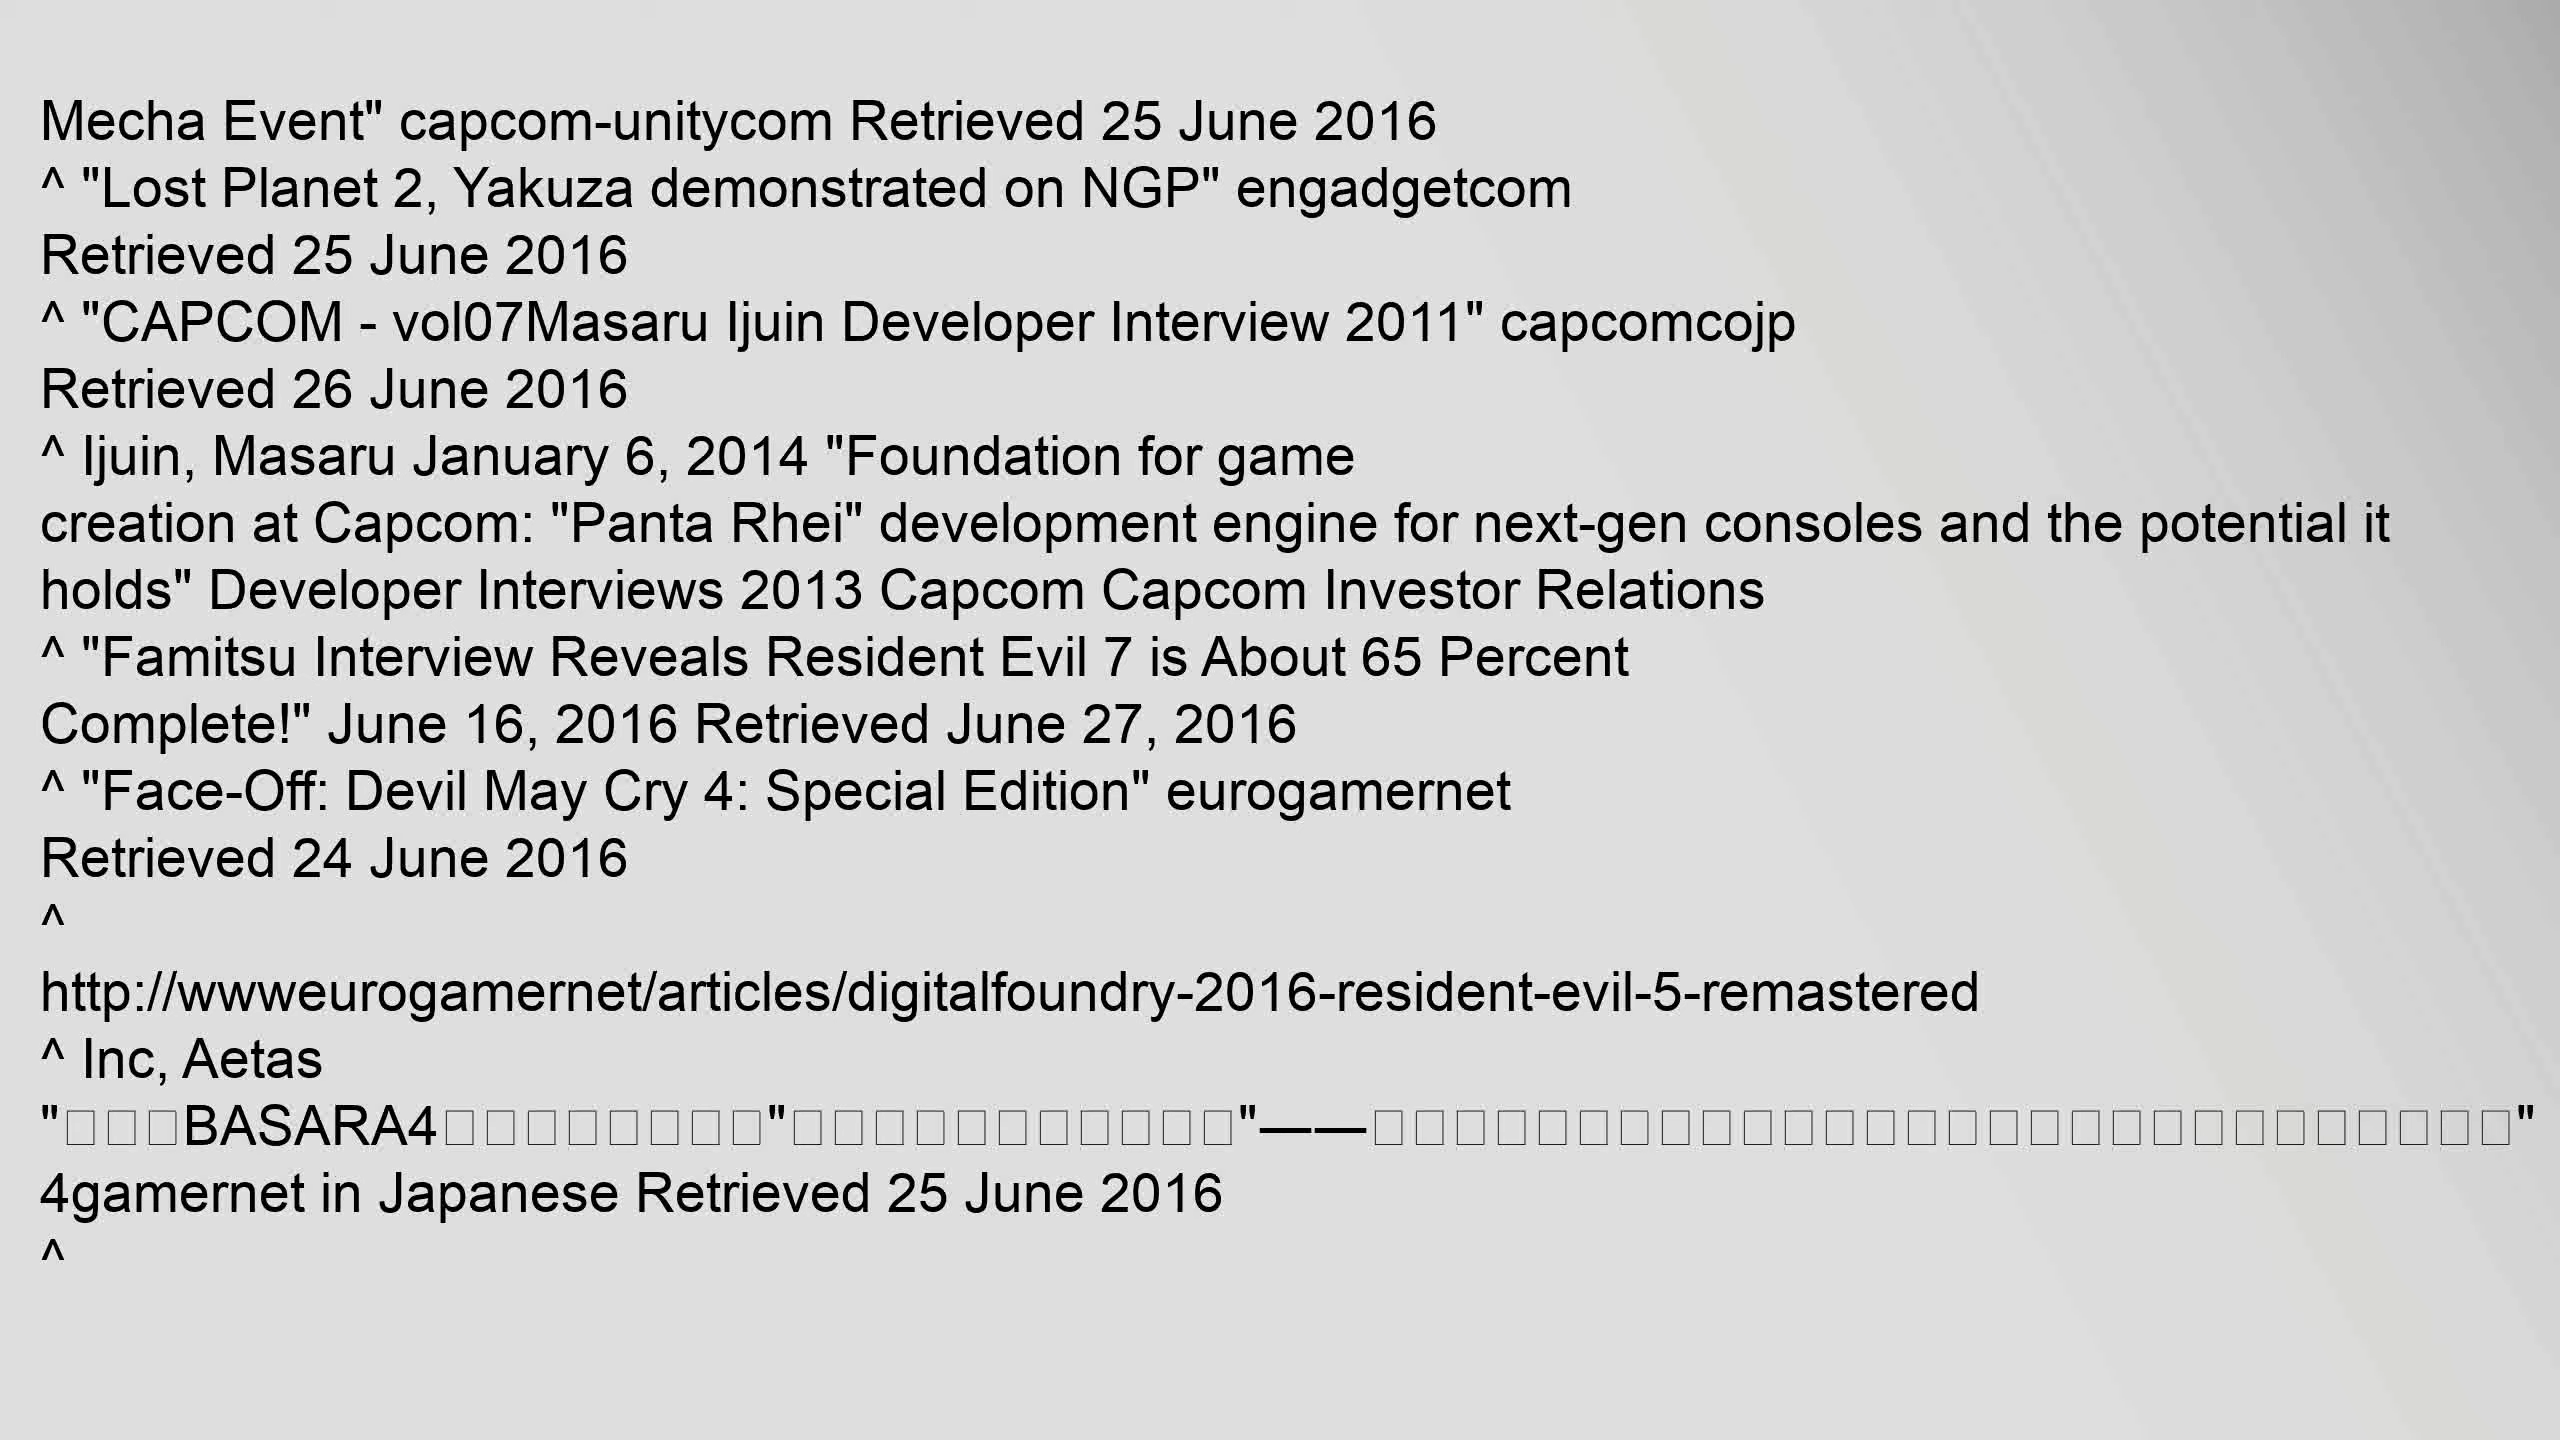 Mecha Event" capcom-unitycom Retrieved 25 June 2016
^ "Lost Planet 2, Yakuza demonstrated on NGP" engadgetcom
Retrieved 25 June 2016
^ "CAPCOM - vol07Masaru Ijuin Developer Interview 2011" capcomcojp
Retrieved 26 June 2016
^ Ijuin, Masaru January 6, 2014 "Foundation for game
creation at Capcom: "Panta Rhei" development engine for next-gen consoles and the potential it
holds" Developer Interviews 2013 Capcom Capcom Investor Relations
^ "Famitsu Interview Reveals Resident Evil 7 is About 65 Percent
Complete!" June 16, 2016 Retrieved June 27, 2016
^ "Face-Off: Devil May Cry 4: Special Edition" eurogamernet
Retrieved 24 June 2016
^
http://wwweurogamernet/articles/digitalfoundry-2016-resident-evil-5-remastered
^ Inc, Aetas
"BASARA4""——"
4gamernet in Japanese Retrieved 25 June 2016
^